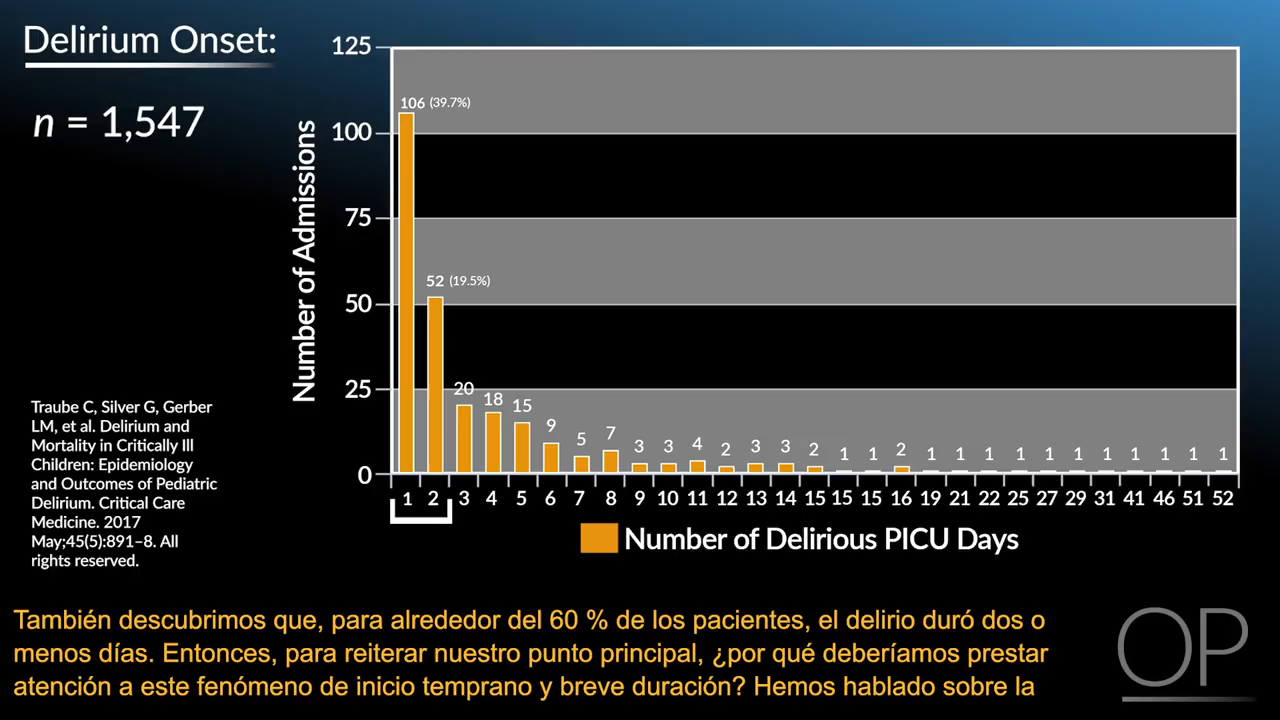 Delirium Onset:
n = 1,547
Traube C, Silver G, Gerber
LM, et al. Delirium and
Mortality in Critically Ill
Children: Epidemiology
and Outcomes of Pediatric
Delirium. Critical Care
Medicine. 2017
May;45(5):891–8. All
rights reserved.
Number of Admissions
125
100
75
50
25
0
106 (39.7%)
52 (19.5%)
20
18
15
9
5
7
3
3
4
2
3
3
2
1
1
2
1
1
1
1
1
1
1
1
1
1
1
1 2 3 4 5 6 7 8 9 10 11 12 13 14 15 15 15 16 19 21 22 25 27 29 31 41 46 51 52
Number of Delirious PICU Days
También descubrimos que, para alrededor del 60 % de los pacientes, el delirio duró dos o
menos días. Entonces, para reiterar nuestro punto principal, ¿por qué deberíamos prestar
atención a este fenómeno de inicio temprano y breve duración? Hemos hablado sobre la
OP